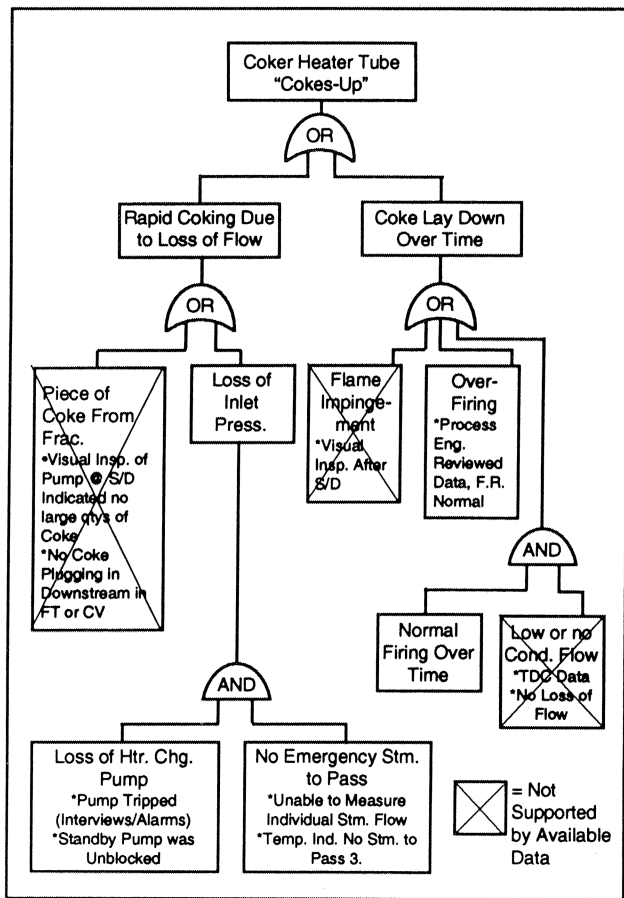 Coker Heater Tube
"Cokes-Up"
OR
Rapid Coking Due
to Loss of Flow
Coke Lay Down
Over Time
OR
OR
Piece of
Coke From
Frac.
•Visual Insp. of
Pump @ S/D
Indicated no
large qtys of
Coke
*No Coke
Plugging in
Downstream in
FT or CV
Loss of
Inlet
Press.
Flame
Impinge-
ment
*Visual
Insp. After
S/D
Over-
Firing
*Process
Eng.
Reviewed
Data, F.R.
Normal
AND
Normal
Firing Over
Time
Low or no
Cond. Flow
*TDC Data
*No Loss of
Flow
AND
Loss of Htr. Chg.
Pump
*Pump Tripped
(Interviews/Alarms)
*Standby Pump was
Unblocked
No Emergency Stm.
to Pass
*Unable to Measure
Individual Stm. Flow
*Temp. Ind. No Stm. to
Pass 3.
= Not
Supported
by Available
Data